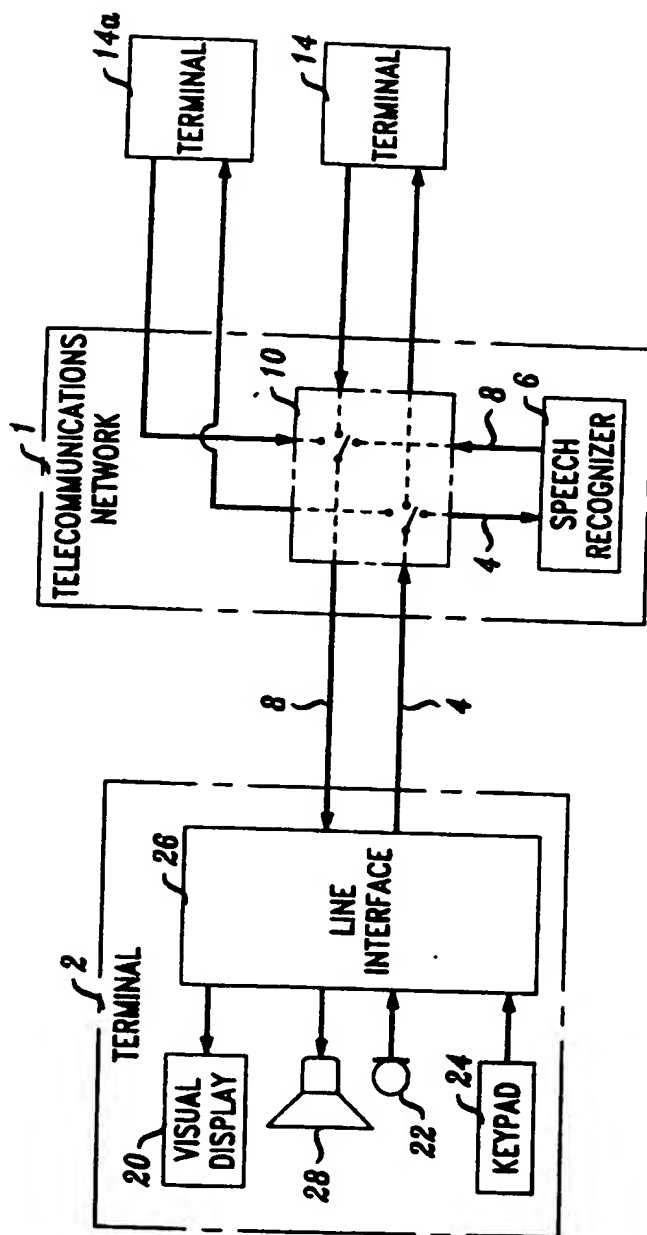 2
TERMINAL
20
VISUAL
DISPLAY
28
22
24
KEYPAD
26
LINE
INTERFACE
8
4
1
TELECOMMUNICATIONS
NETWORK
10
8
4
6
SPEECH
RECOGNIZER
14a
TERMINAL
14
TERMINAL